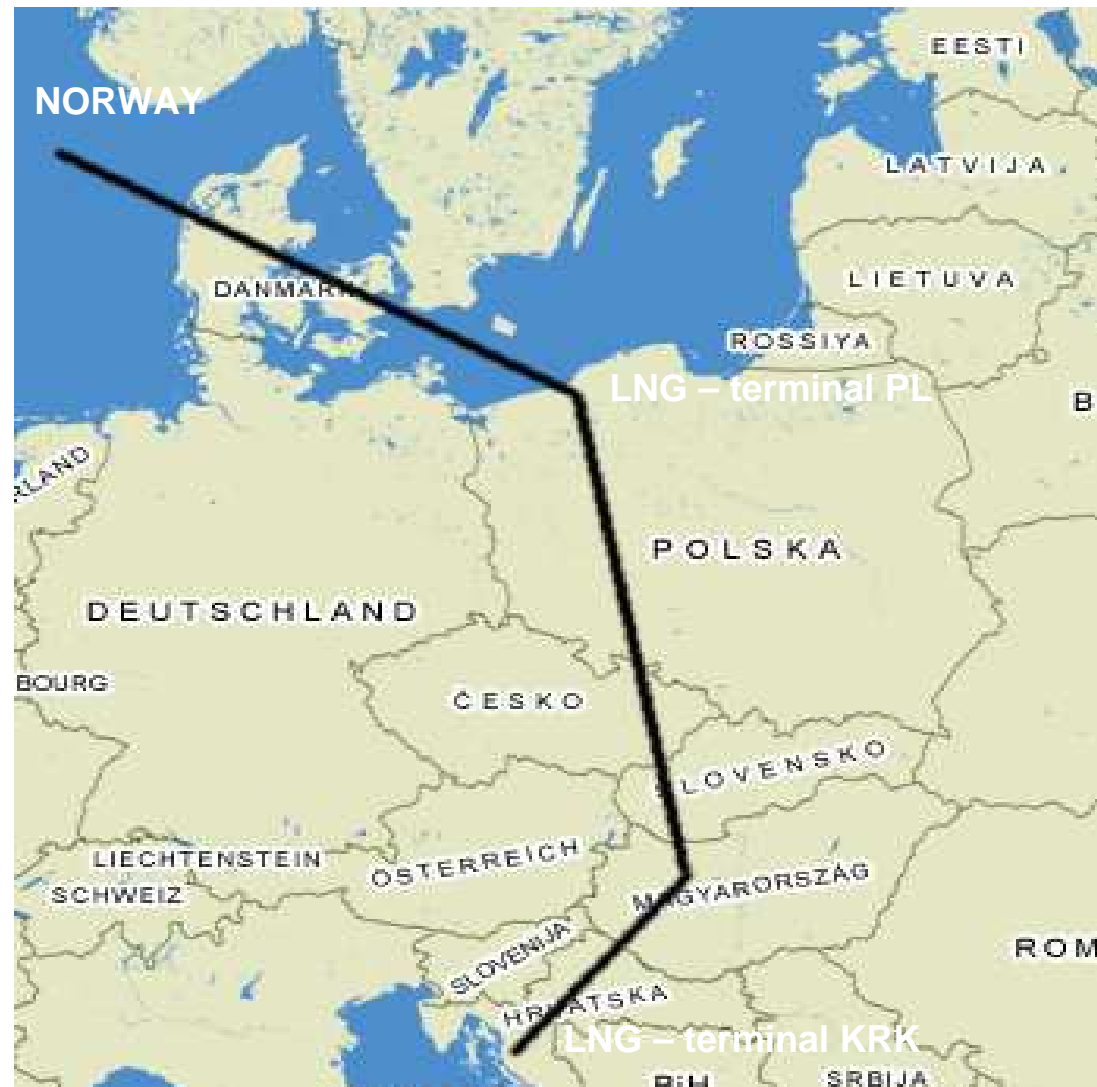 EESTI
NORWAY
LATVIJA
LIETUVA
DANMARK
ROSSIYA
LNG – terminal PL
B
RLAND
POLSKA
DEUTSCHLAND
BOURG
ČESKO
SLOVENSKO
LIECHTENSTEIN
ÖSTERREICH
SCHWEIZ
MAGYARORSZÁG
SLOVENIJA
ROM
HRVATSKA
LNG – terminal KRK
BiH
SRBIJA